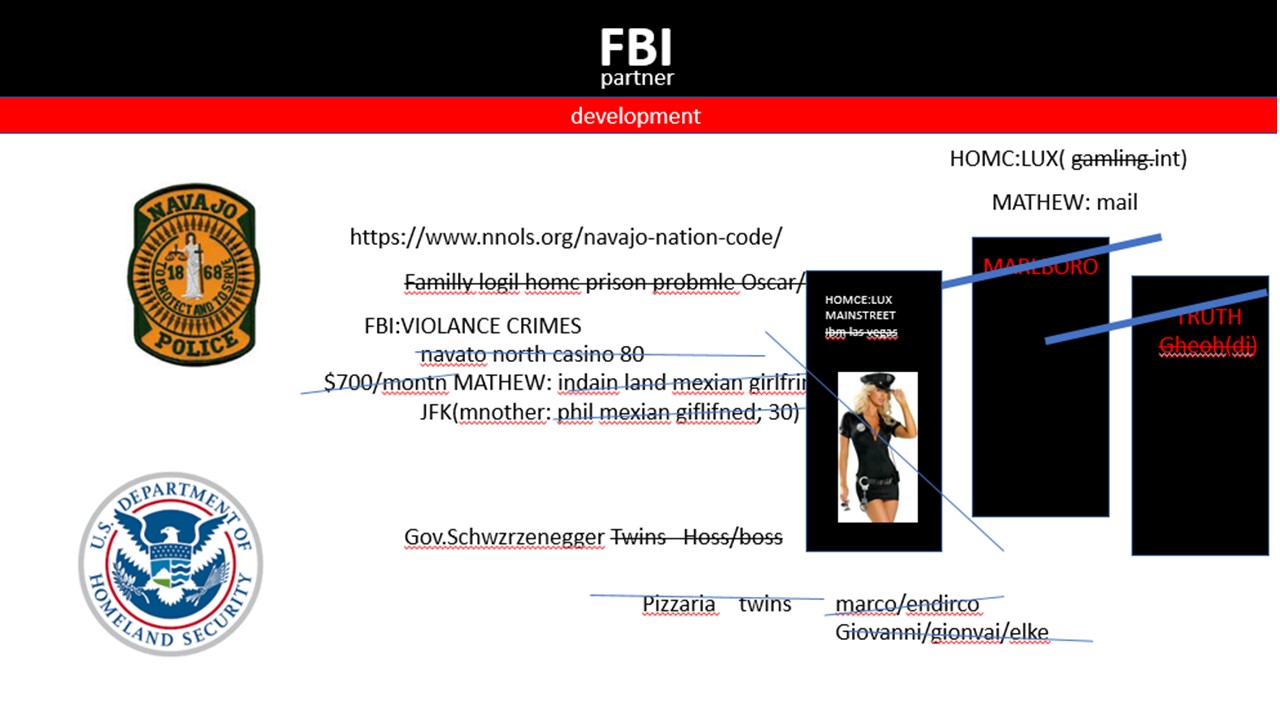 FBI
partner
development
HOMC:LUX( gamling.int)
MATHEW: mail
NAVAJO
TO PROTECT AND TO SERVE
1868
POLICE
https://www.nnols.org/navajo-nation-code/
Familly logil homc prison probmle Oscar/
MARLBORO
HOMCE:LUX
MAINSTREET
Ibm las vegas
TRUTH
Gheoh(di)
FBI:VIOLANCE CRIMES
navato north casino 80
$700/montn MATHEW: indain land mexian girlfrin
JFK(mnother: phil mexian giflifned; 30)
U.S. DEPARTMENT OF
HOMELAND SECURITY
Gov.Schwzrzenegger Twins Hoss/boss
Pizzaria twins marco/endirco
Giovanni/gionvai/elke